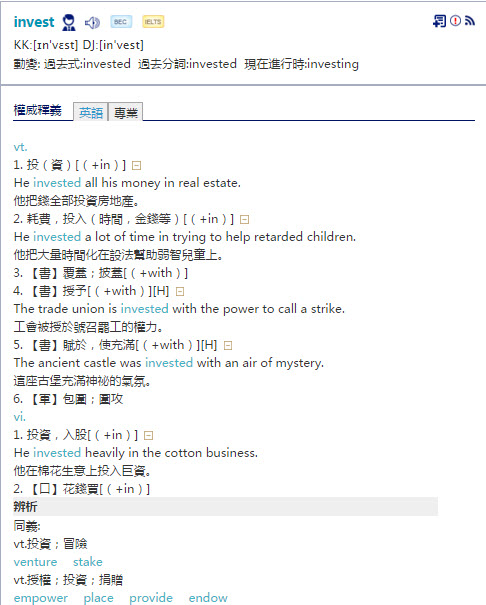 invest BEC IELTS
KK:[ɪnˋvɛst] DJ:[inˋvest]
動變: 過去式:invested 過去分詞:invested 現在進行時:investing
權威釋義 英語 專業
vt.
1. 投（資）[（+in）]
He invested all his money in real estate.
他把錢全部投資房地產。
2. 耗費，投入（時間，金錢等）[（+in）]
He invested a lot of time in trying to help retarded children.
他把大量時間化在設法幫助弱智兒童上。
3. 【書】覆蓋；披蓋[（+with）]
4. 【書】授予[（+with）][H]
The trade union is invested with the power to call a strike.
工會被授於號召罷工的權力。
5. 【書】賦於，使充滿[（+with）][H]
The ancient castle was invested with an air of mystery.
這座古堡充滿神祕的氣氛。
6. 【軍】包圍；圍攻
vi.
1. 投資，入股[（+in）]
He invested heavily in the cotton business.
他在棉花生意上投入巨資。
2. 【口】花錢買[（+in）]
辨析
同義:
vt.投資；冒險
venture stake
vt.授權；投資；捐贈
empower place provide endow